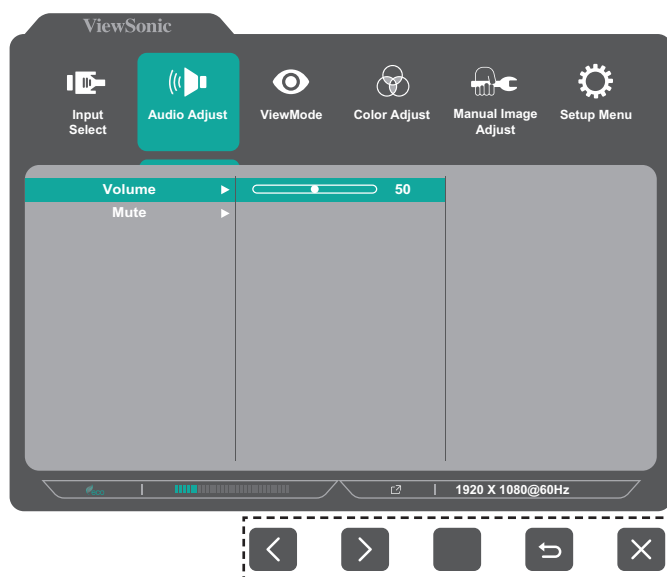 ViewSonic
Input
Select
Audio Adjust
ViewMode
Color Adjust
Manual Image
Adjust
Setup Menu
Volume
50
Mute
eco
1920 X 1080@60Hz